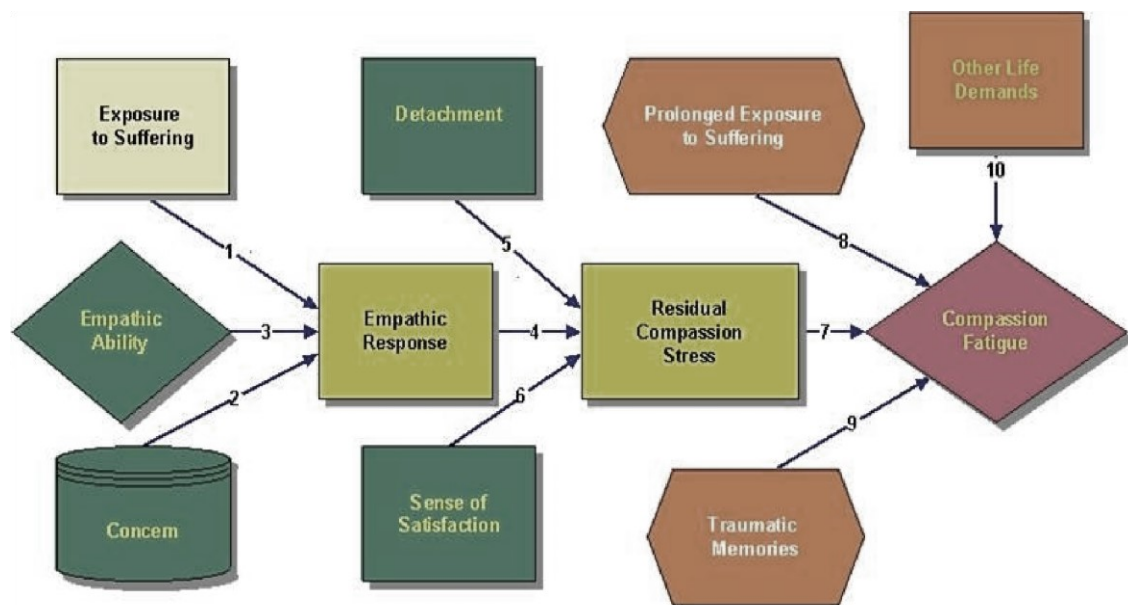 Exposure
to Suffering
Detachment
Prolonged Exposure
to Suffering
Other Life
Demands
10
1
5
8
Empathic
Ability
3
Empathic
Response
4
Residual
Compassion
Stress
7
Compassion
Fatigue
2
6
9
Concern
Sense of
Satisfaction
Traumatic
Memories